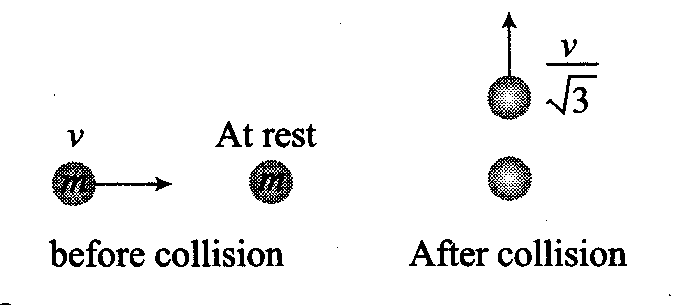 v
At rest
m
m
before collision
v
√3
After collision